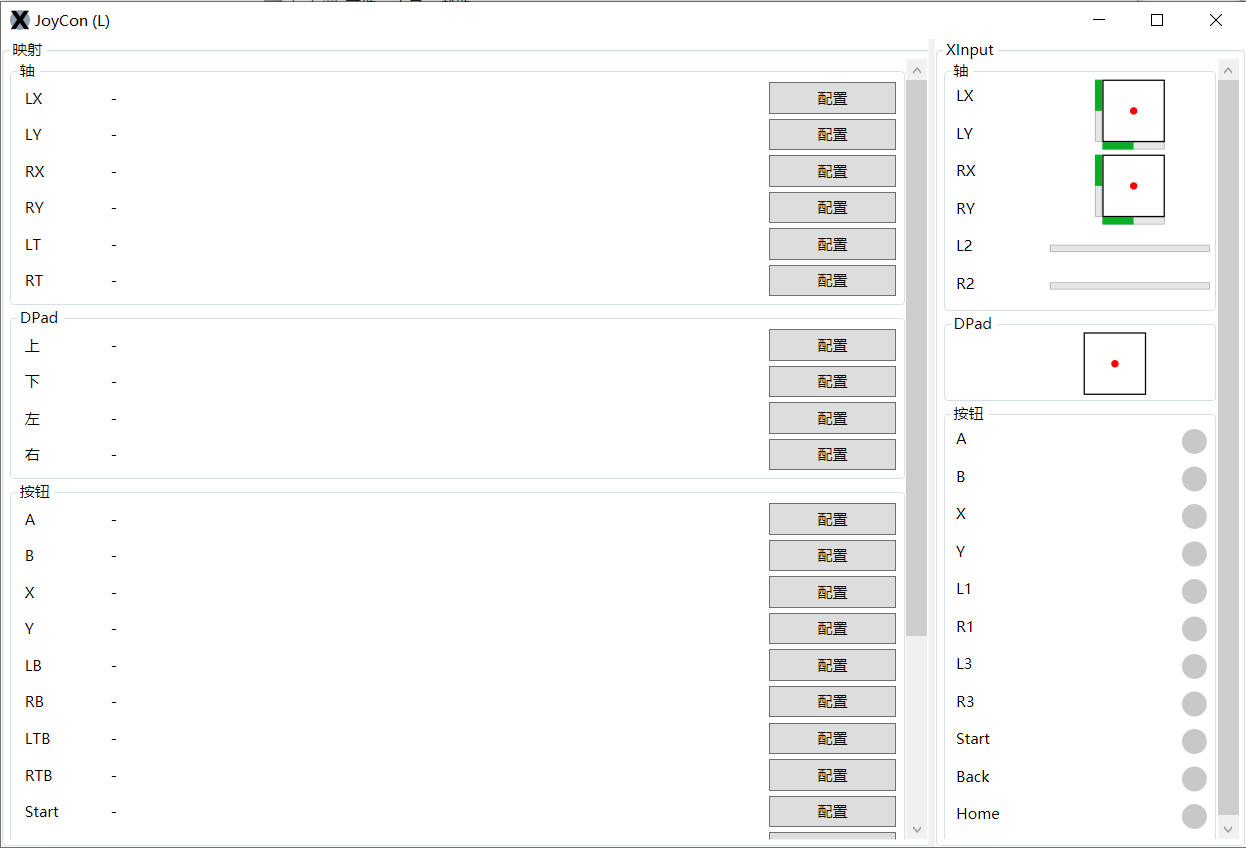 JoyCon (L)
映射
轴
LX - 配置
LY - 配置
RX - 配置
RY - 配置
LT - 配置
RT - 配置
DPad
上 - 配置
下 - 配置
左 - 配置
右 - 配置
按钮
A - 配置
B - 配置
X - 配置
Y - 配置
LB - 配置
RB - 配置
LTB - 配置
RTB - 配置
Start - 配置
XInput
轴
LX
LY
RX
RY
L2
R2
DPad
按钮
A
B
X
Y
L1
R1
L3
R3
Start
Back
Home